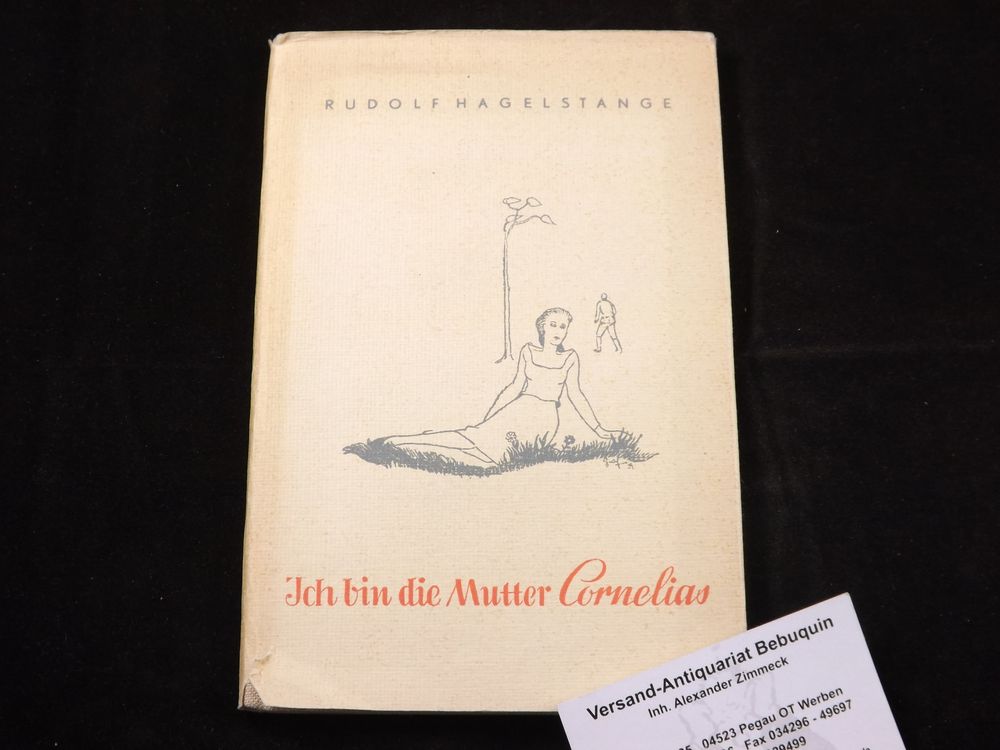 RUDOLF HAGELSTANGE
Ich bin die Mutter Cornelias
Versand-Antiquariat Bebuquin
Inh. Alexander Zimmeck
04523 Pegau OT Werben
Fax 034296 - 49697